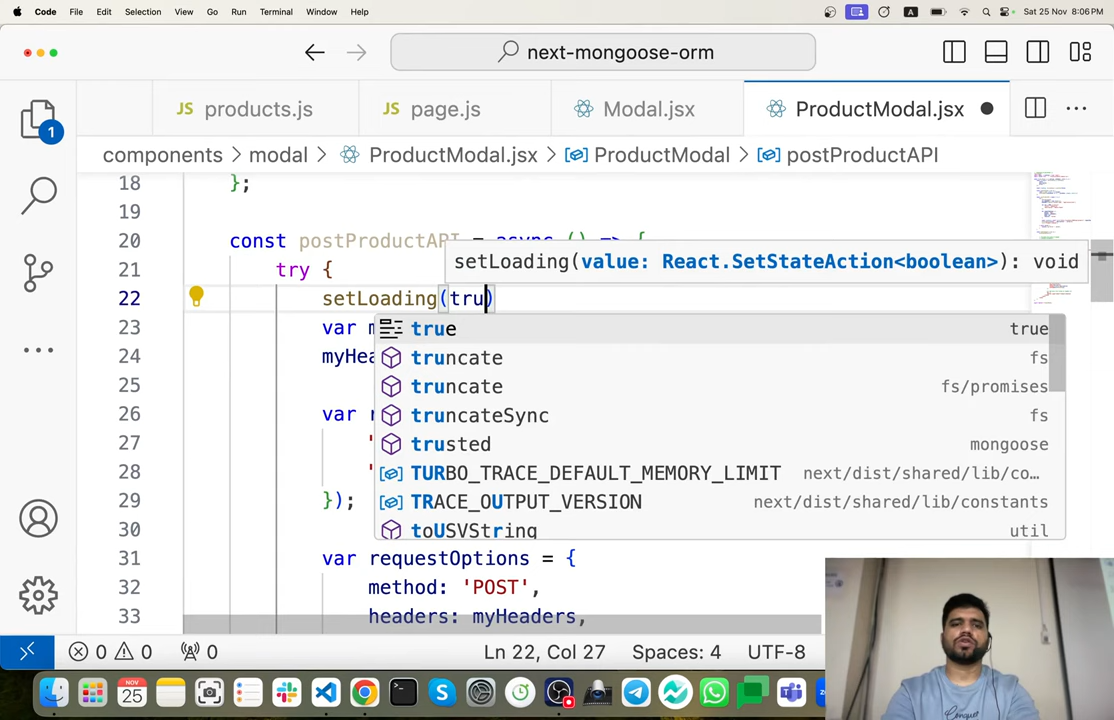 Code File Edit Selection View Go Run Terminal Window Help A Sat 25 Nov 8:06 PM
next-mongoose-orm
JS products.js JS page.js Modal.jsx ProductModal.jsx
1
components > modal > ProductModal.jsx > ProductModal > postProductAPI
18 };
19
20 const postProductAPI = async () => {
21 try {
setLoading(value: React.SetStateAction<boolean>): void
22 setLoading(tru)
23 var m
true true
24 myHea
truncate fs
25
truncate fs/promises
26 var r
truncateSync fs
27 '
trusted mongoose
28 '
TURBO_TRACE_DEFAULT_MEMORY_LIMIT next/dist/shared/lib/co…
29 });
TRACE_OUTPUT_VERSION next/dist/shared/lib/constants
30
toUSVString util
31 var requestOptions = {
32 method: 'POST',
33 headers: myHeaders,
0 0 0 Ln 22, Col 27 Spaces: 4 UTF-8
NOV
25